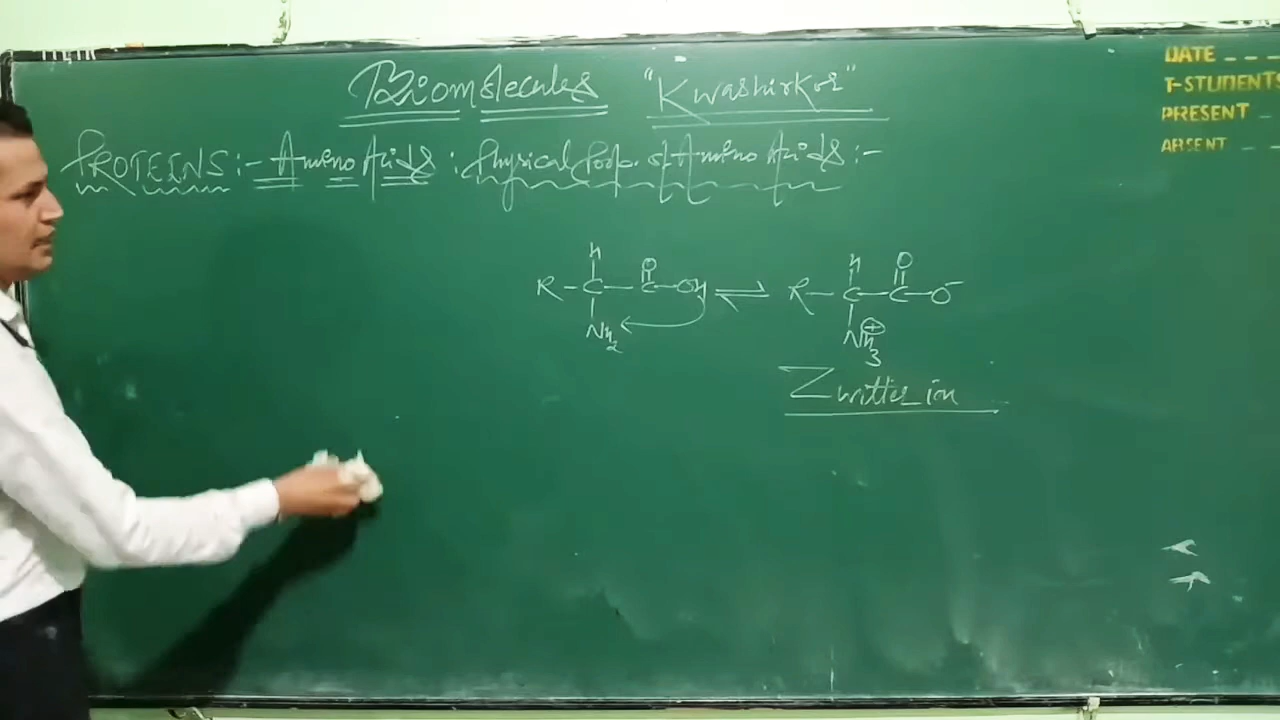 Biomolecules "Kwashirkor"
PROTEINS :- Amino Acids : Physical Prop. of Amino Acids :-
H O H O
R - C - C - OH ⇌ R - C - C - O⁻
NH₂ NH₃⊕
Zwitter ion
DATE _ _ _
T-STUDENTS
PRESENT _
ABSENT _ _